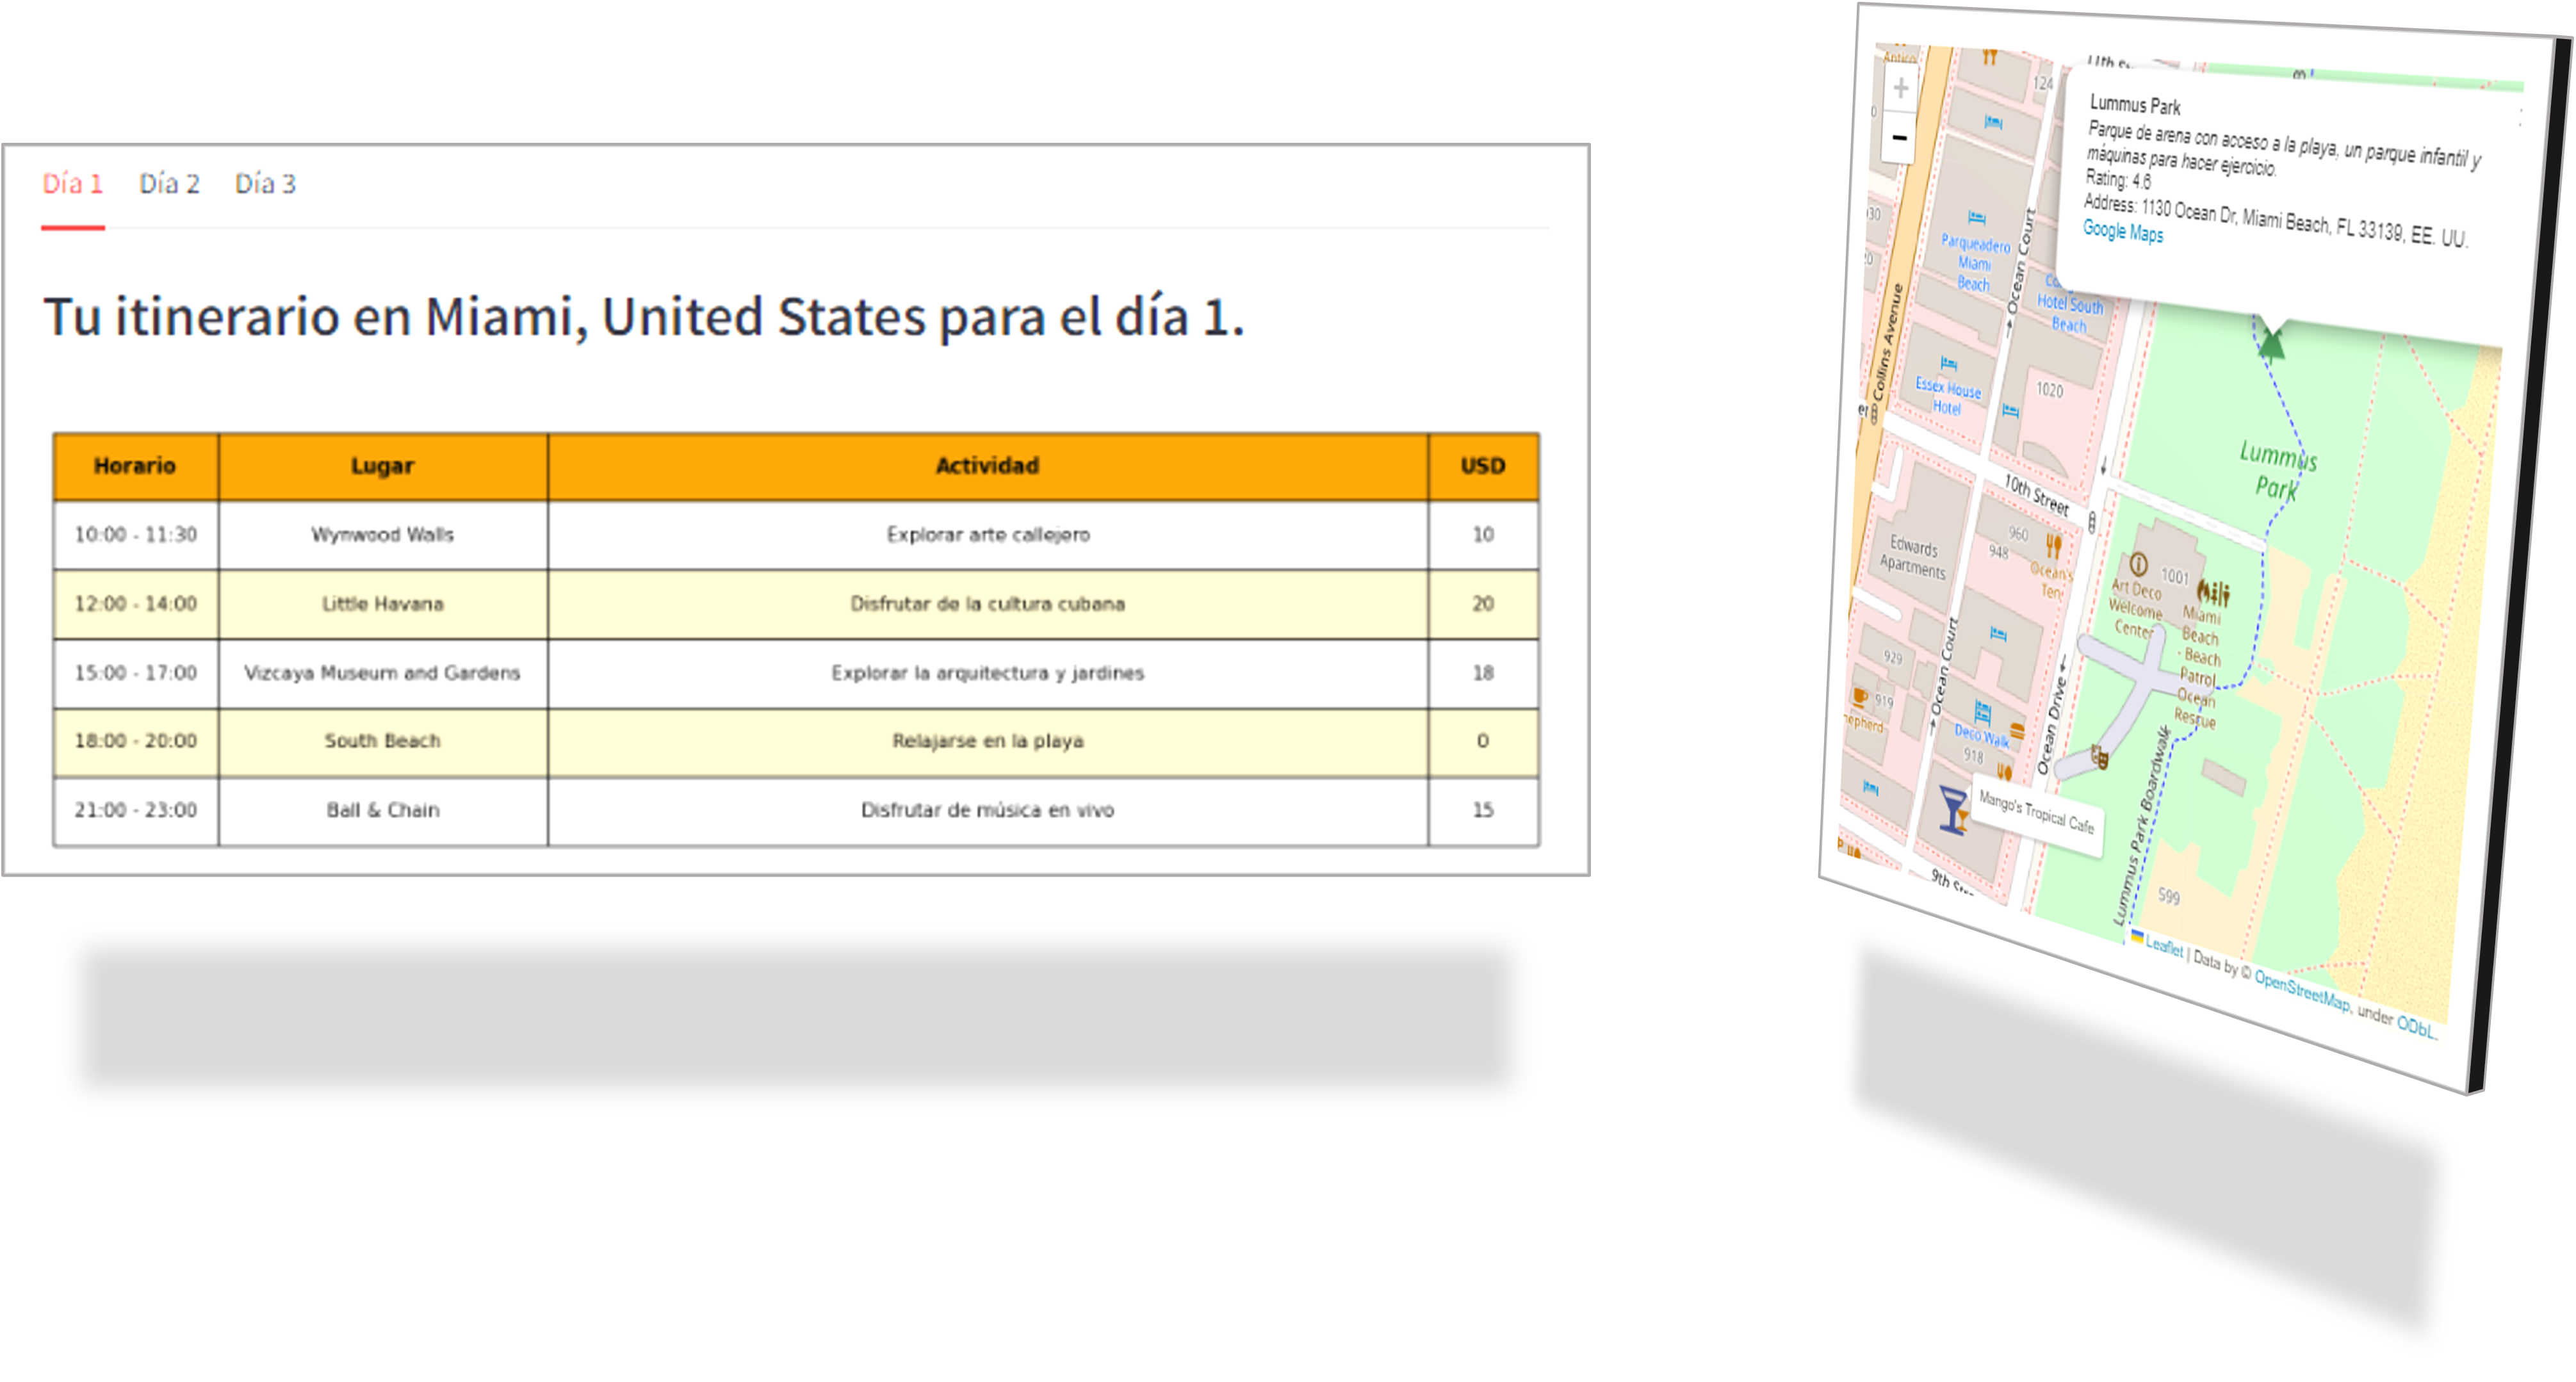 Día 1 Día 2 Día 3
Tu itinerario en Miami, United States para el día 1.
Horario Lugar Actividad USD
10:00 - 11:30 Wynwood Walls Explorar arte callejero 10
12:00 - 14:00 Little Havana Disfrutar de la cultura cubana 20
15:00 - 17:00 Vizcaya Museum and Gardens Explorar la arquitectura y jardines 18
18:00 - 20:00 South Beach Relajarse en la playa 0
21:00 - 23:00 Ball & Chain Disfrutar de música en vivo 15
+
−
124
Lummus Park
Parque de arena con acceso a la playa, un parque infantil y
máquinas para hacer ejercicio.
Rating: 4.6
Address: 1130 Ocean Dr, Miami Beach, FL 33139, EE. UU.
Google Maps
Parqueadero
Miami
Beach
Ocean Court
Hotel South
Beach
Collins Avenue
Essex House
Hotel
1020
Lummus
Park
10th Street
960
948
Ocean's
Ten
Edwards
Apartments
1001
Art Deco
Welcome
Center
Miami
Beach
- Beach
Patrol
Ocean
Rescue
929
919
Ocean Court
Ocean Drive
Deco Walk
918
Mango's Tropical Cafe
Lummus Park Boardwalk
599
9th
Leaflet | Data by © OpenStreetMap, under ODbL.